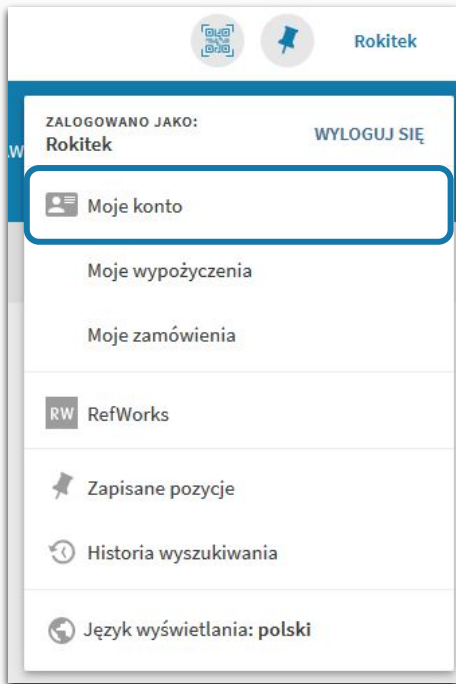 Rokitek
ZALOGOWANO JAKO:
Rokitek
WYLOGUJ SIĘ
W
Moje konto
Moje wypożyczenia
Moje zamówienia
RW RefWorks
Zapisane pozycje
Historia wyszukiwania
Język wyświetlania: polski